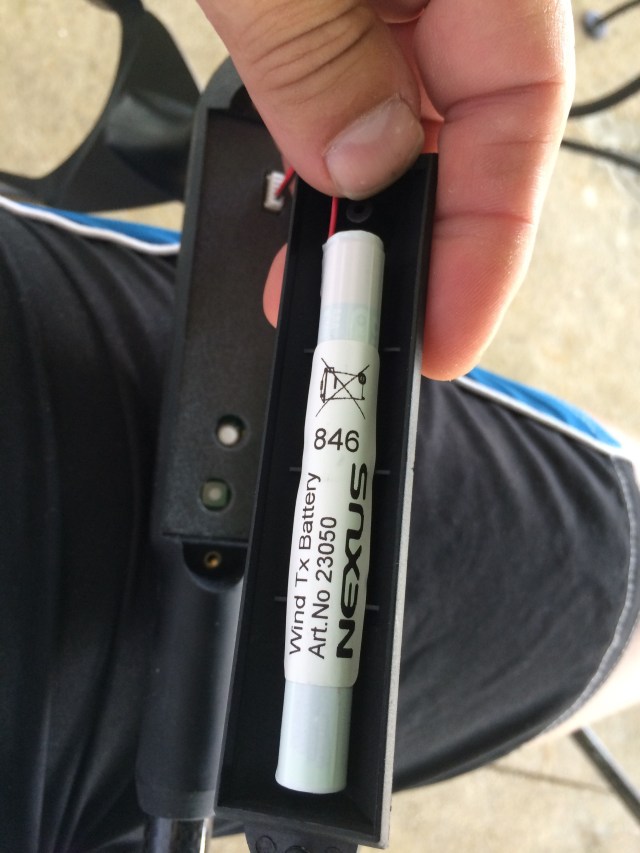 846
Wind Tx Battery
Art.No 23050
NEXUS